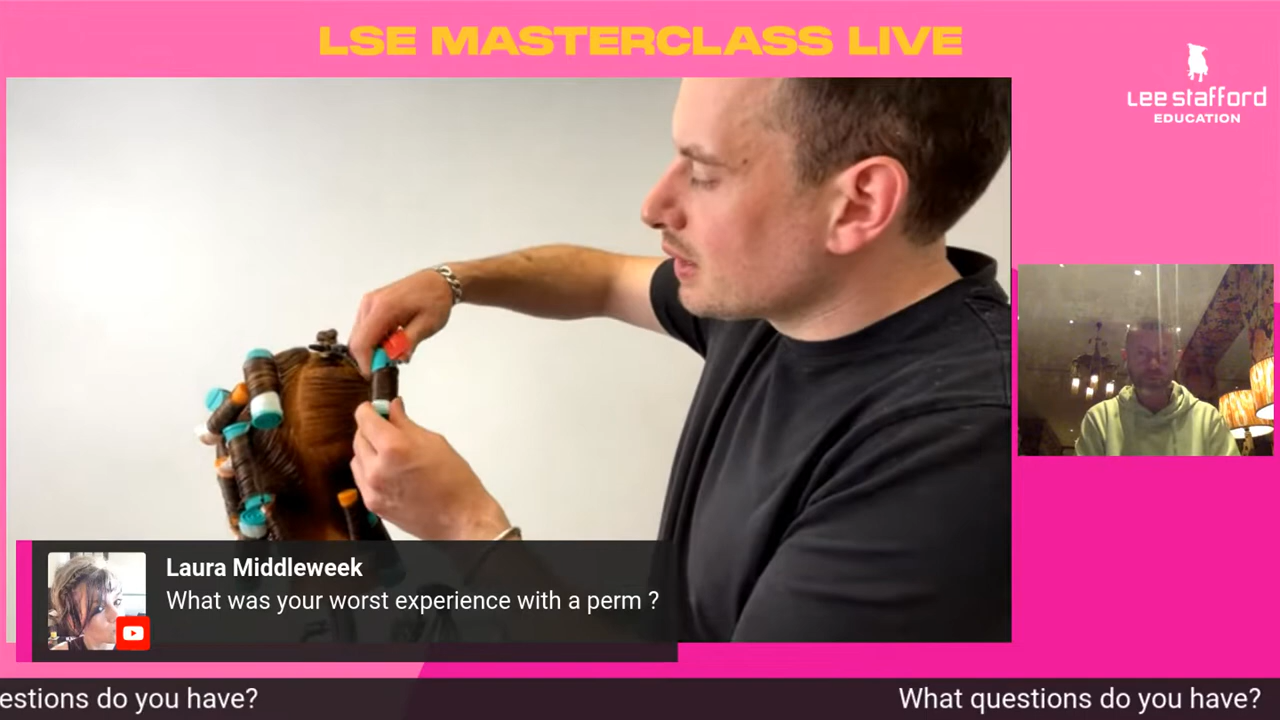 LSE MASTERCLASS LIVE
Lee Stafford
EDUCATION
Laura Middleweek
What was your worst experience with a perm ?
estions do you have?
What questions do you have?